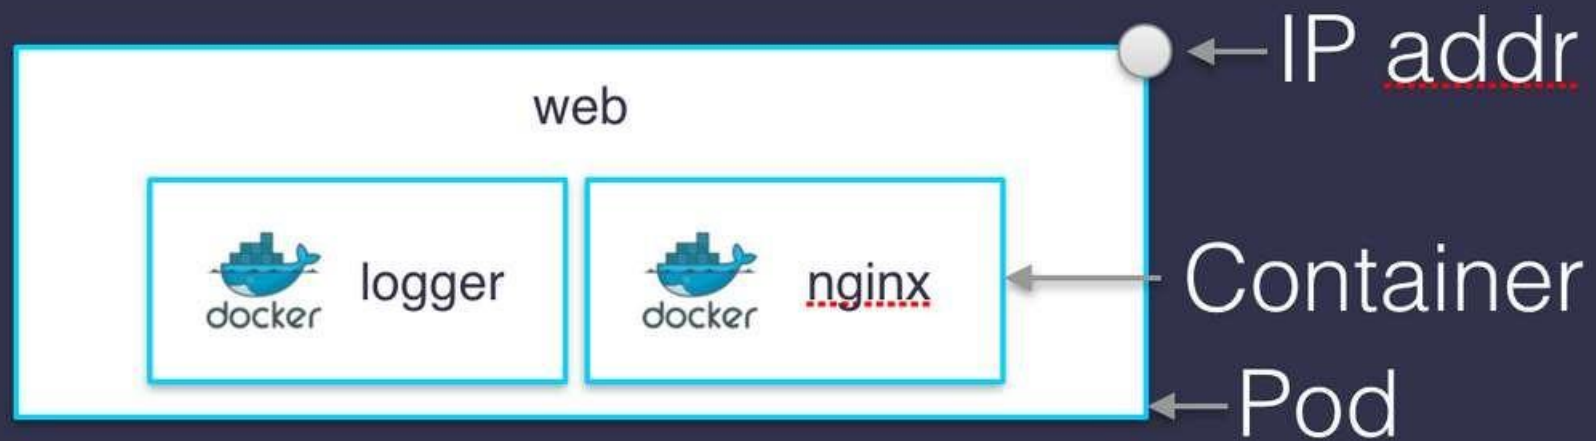 IP addr
web
docker
logger
docker
nginx
Container
Pod